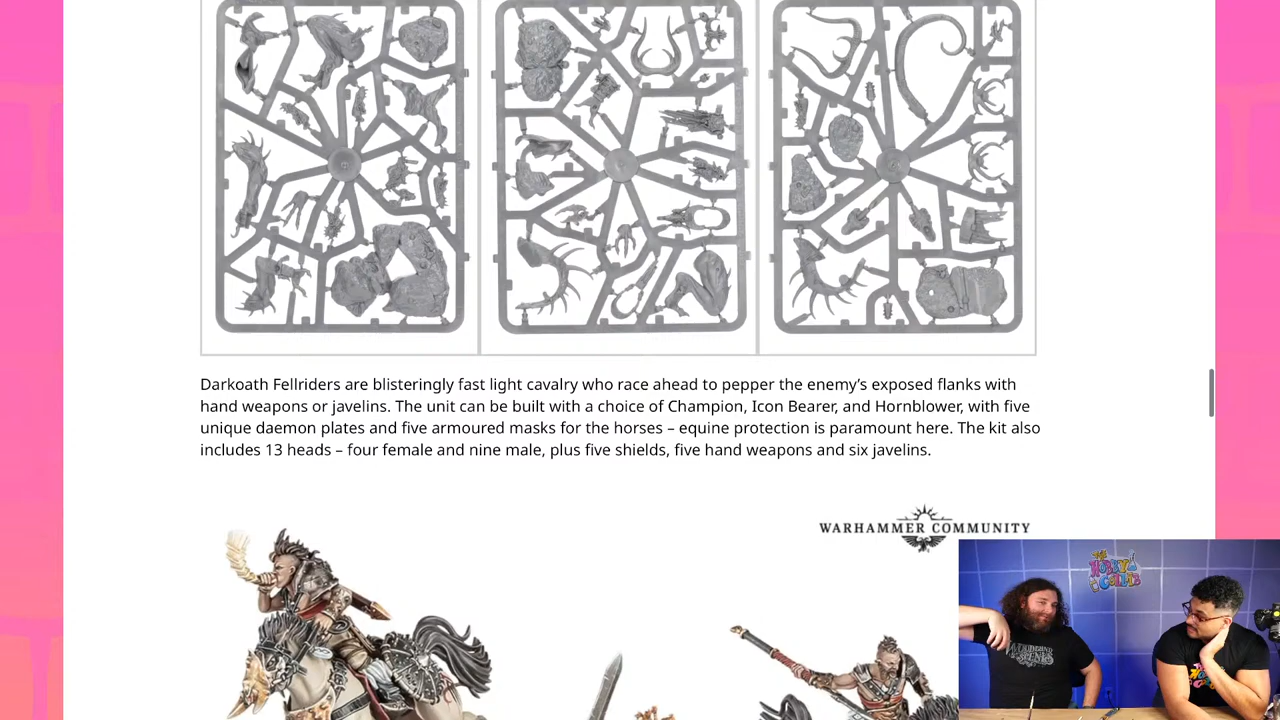 Darkoath Fellriders are blisteringly fast light cavalry who race ahead to pepper the enemy’s exposed flanks with
hand weapons or javelins. The unit can be built with a choice of Champion, Icon Bearer, and Hornblower, with five
unique daemon plates and five armoured masks for the horses – equine protection is paramount here. The kit also
includes 13 heads – four female and nine male, plus five shields, five hand weapons and six javelins.
WARHAMMER COMMUNITY
THE
HOBBY
COLLAB